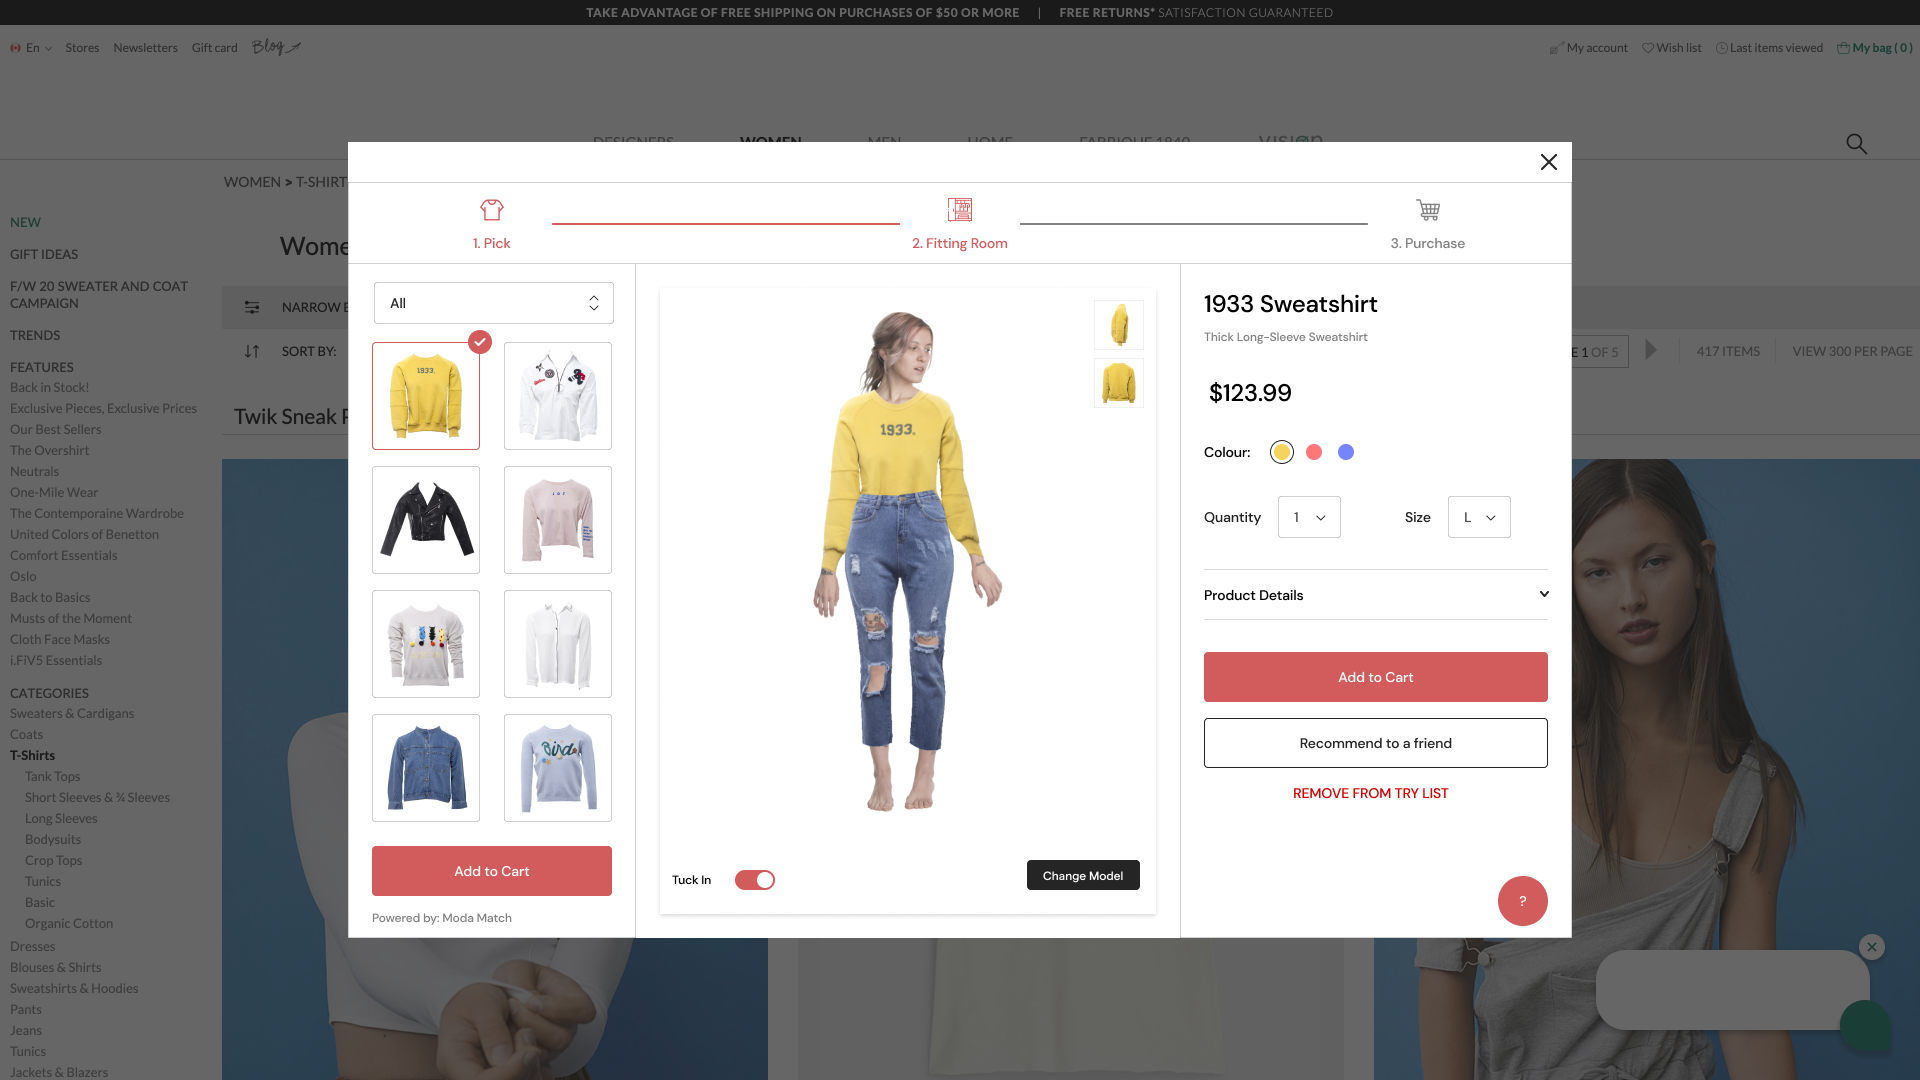 TAKE ADVANTAGE OF FREE SHIPPING ON PURCHASES OF $50 OR MORE | FREE RETURNS* SATISFACTION GUARANTEED
En Stores Newsletters Gift card Blog
My account Wish list Last items viewed My bag ( 0 )
DESIGNERS WOMEN MEN HOME FABRIQUE 1840 VISION
WOMEN > T-SHIRT
NEW
GIFT IDEAS
F/W 20 SWEATER AND COAT
CAMPAIGN
TRENDS
FEATURES
Back in Stock!
Exclusive Pieces, Exclusive Prices
Our Best Sellers
The Overshirt
Neutrals
One-Mile Wear
The Contemporaine Wardrobe
United Colors of Benetton
Comfort Essentials
Oslo
Back to Basics
Musts of the Moment
Cloth Face Masks
i.FiV5 Essentials
CATEGORIES
Sweaters & Cardigans
Coats
T-Shirts
Tank Tops
Short Sleeves & ¾ Sleeves
Long Sleeves
Bodysuits
Crop Tops
Tunics
Basic
Organic Cotton
Dresses
Blouses & Shirts
Sweatshirts & Hoodies
Pants
Jeans
Tunics
Jackets & Blazers
Wome
NARROW
SORT BY:
1 OF 5
417 ITEMS
VIEW 300 PER PAGE
Twik Sneak
1. Pick
2. Fitting Room
3. Purchase
All
1933.
Bird
Add to Cart
Powered by: Moda Match
1933.
Tuck In
Change Model
1933 Sweatshirt
Thick Long-Sleeve Sweatshirt
$123.99
Colour:
Quantity 1 Size L
Product Details
Add to Cart
Recommend to a friend
REMOVE FROM TRY LIST
?